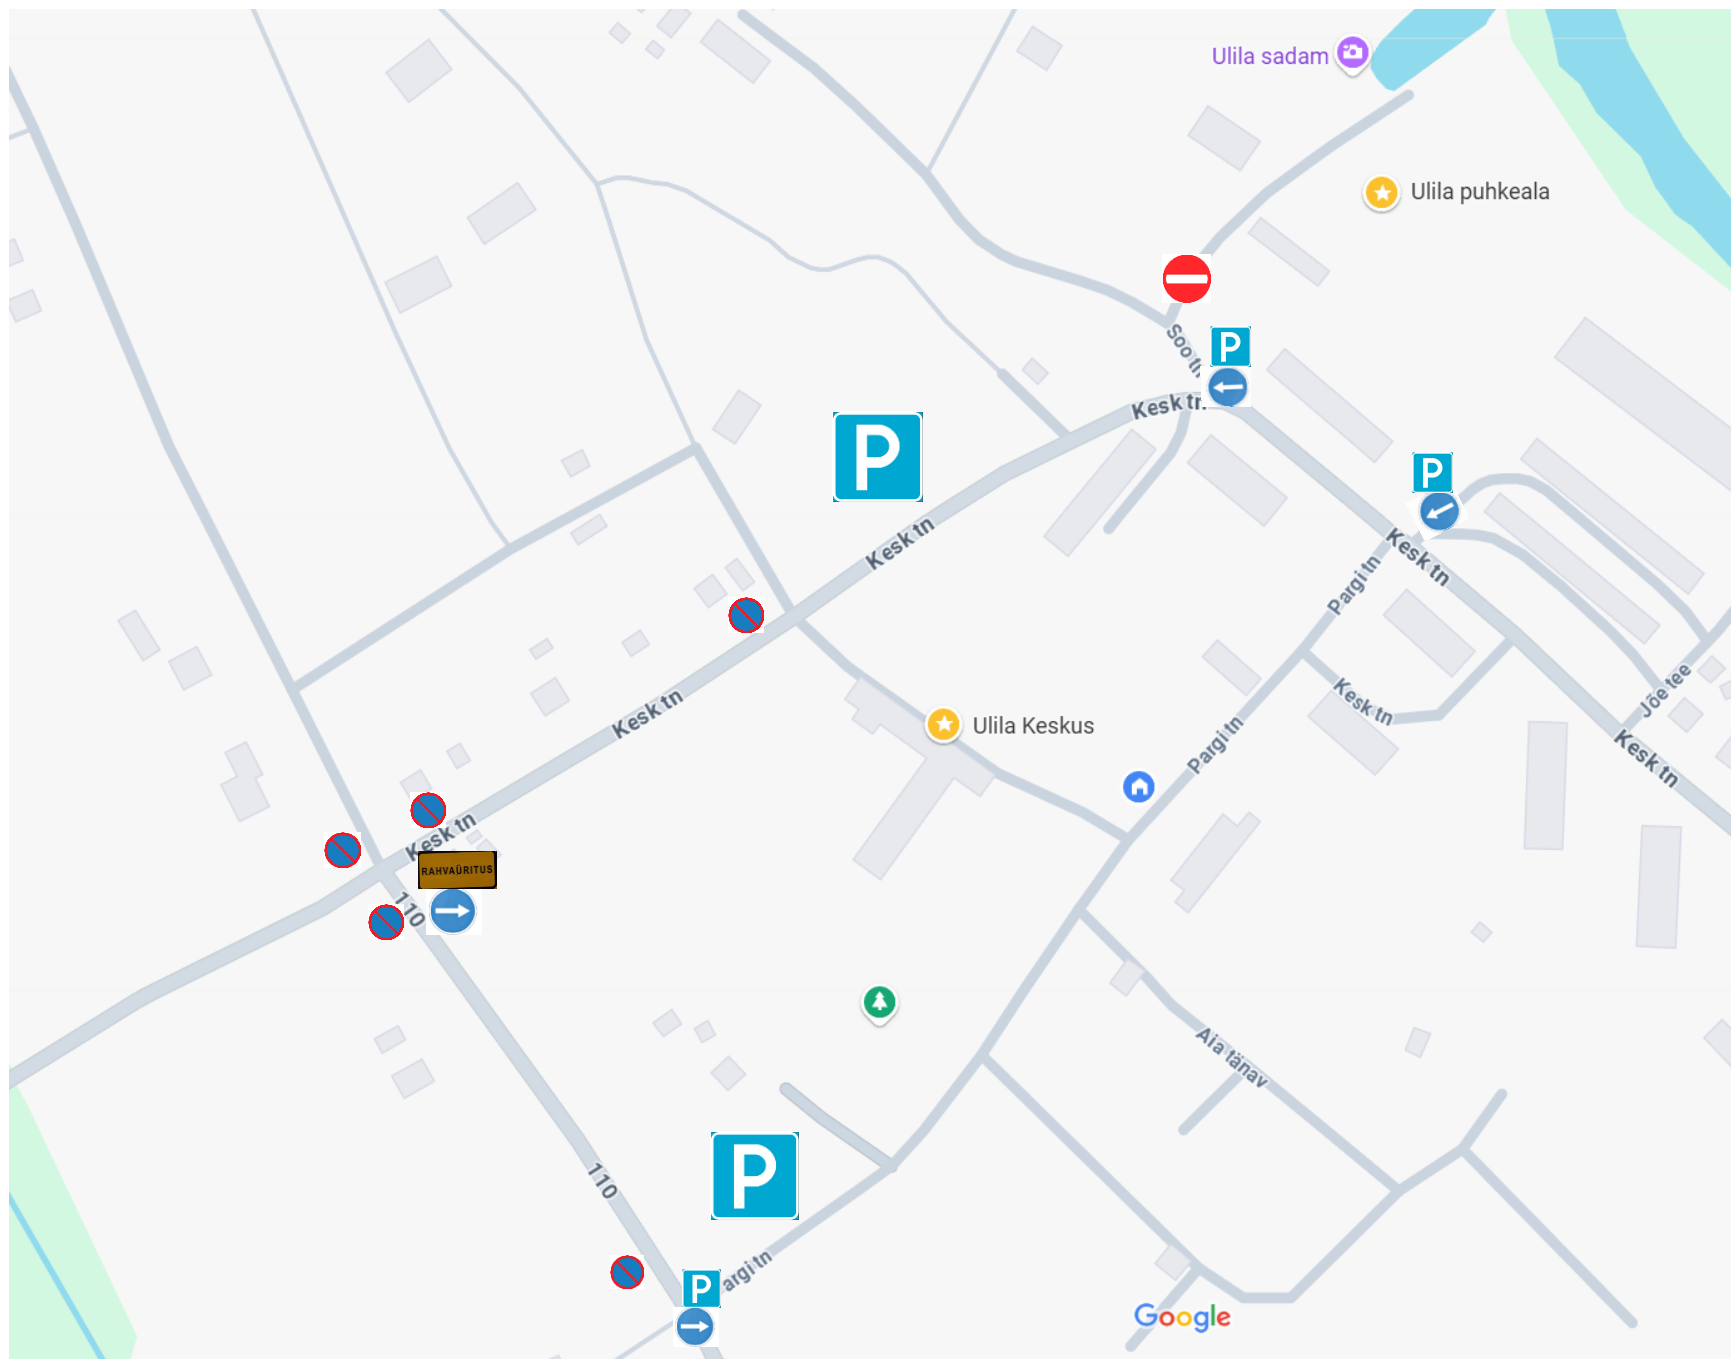 Ulila sadam
Ulila puhkeala
Soo tn
P
Kesk tn
P
P
Kesk tn
Kesk tn
Pargi tn
Kesk tn
Jõe tee
Kesk tn
Pargi tn
Kesk tn
Ulila Keskus
Kesk tn
RAHVAÜRITUS
110
Aia tänav
110
P
P
argi tn
Google